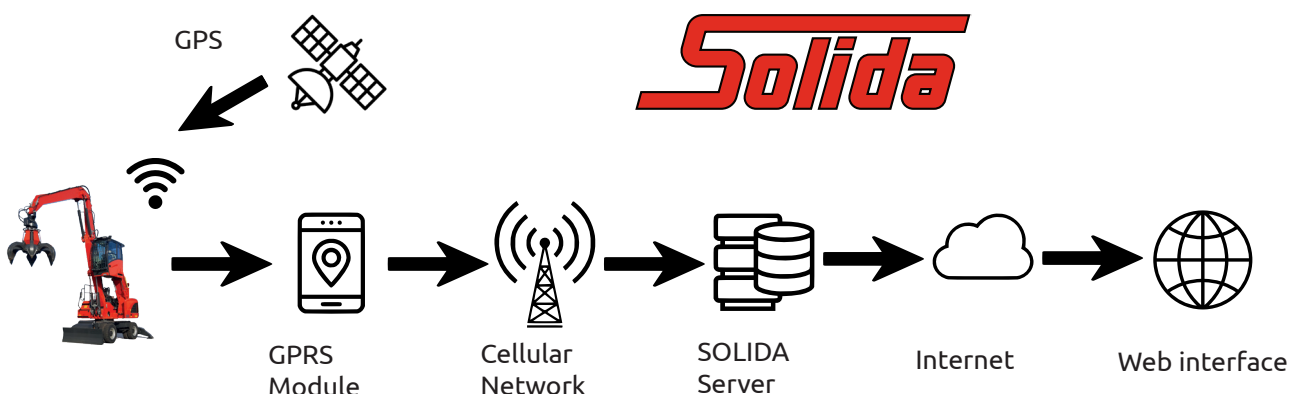 GPS
Solida
GPRS
Module
Cellular
Network
SOLIDA
Server
Internet
Web interface